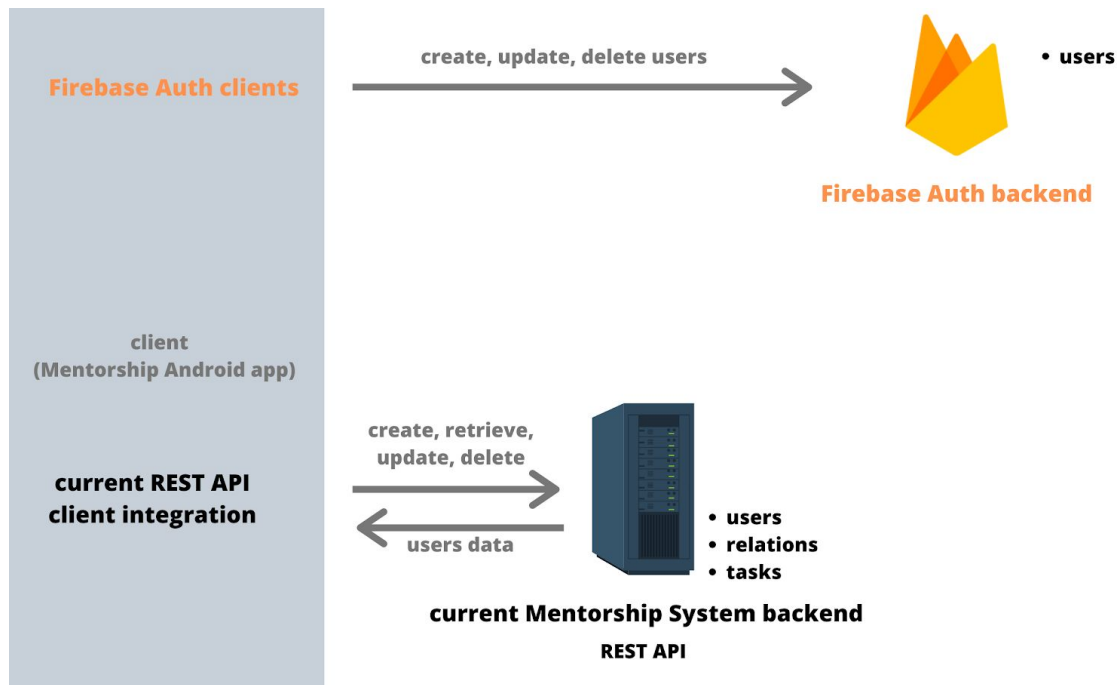 create, update, delete users
• users
Firebase Auth clients
Firebase Auth backend
client
(Mentorship Android app)
create, retrieve,
update, delete
current REST API
client integration
users data
• users
• relations
• tasks
current Mentorship System backend
REST API